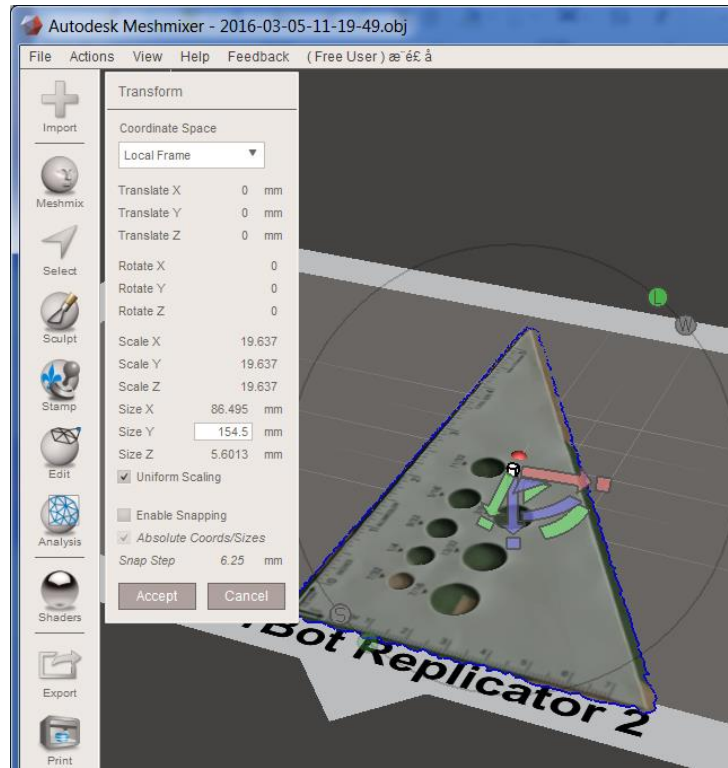 Autodesk Meshmixer - 2016-03-05-11-19-49.obj
File Actions View Help Feedback ( Free User ) æ¨é£ å
Import
Meshmix
Select
Sculpt
Stamp
Edit
Analysis
Shaders
Export
Print
Transform
Coordinate Space
Local Frame
Translate X 0 mm
Translate Y 0 mm
Translate Z 0 mm
Rotate X 0
Rotate Y 0
Rotate Z 0
Scale X 19.637
Scale Y 19.637
Scale Z 19.637
Size X 86.495 mm
Size Y 154.5 mm
Size Z 5.6013 mm
Uniform Scaling
Enable Snapping
Absolute Coords/Sizes
Snap Step 6.25 mm
Accept Cancel
L
W
S
Bot Replicator 2